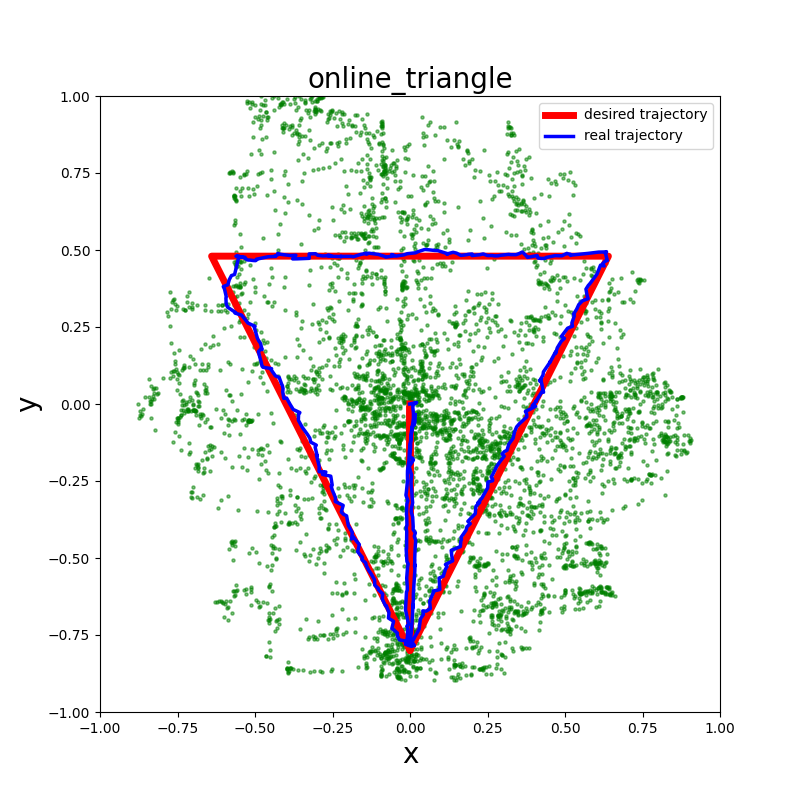 online_triangle
desired trajectory
real trajectory
1.00
0.75
0.50
0.25
0.00
−0.25
−0.50
−0.75
−1.00
y
−1.00 −0.75 −0.50 −0.25 0.00 0.25 0.50 0.75 1.00
x